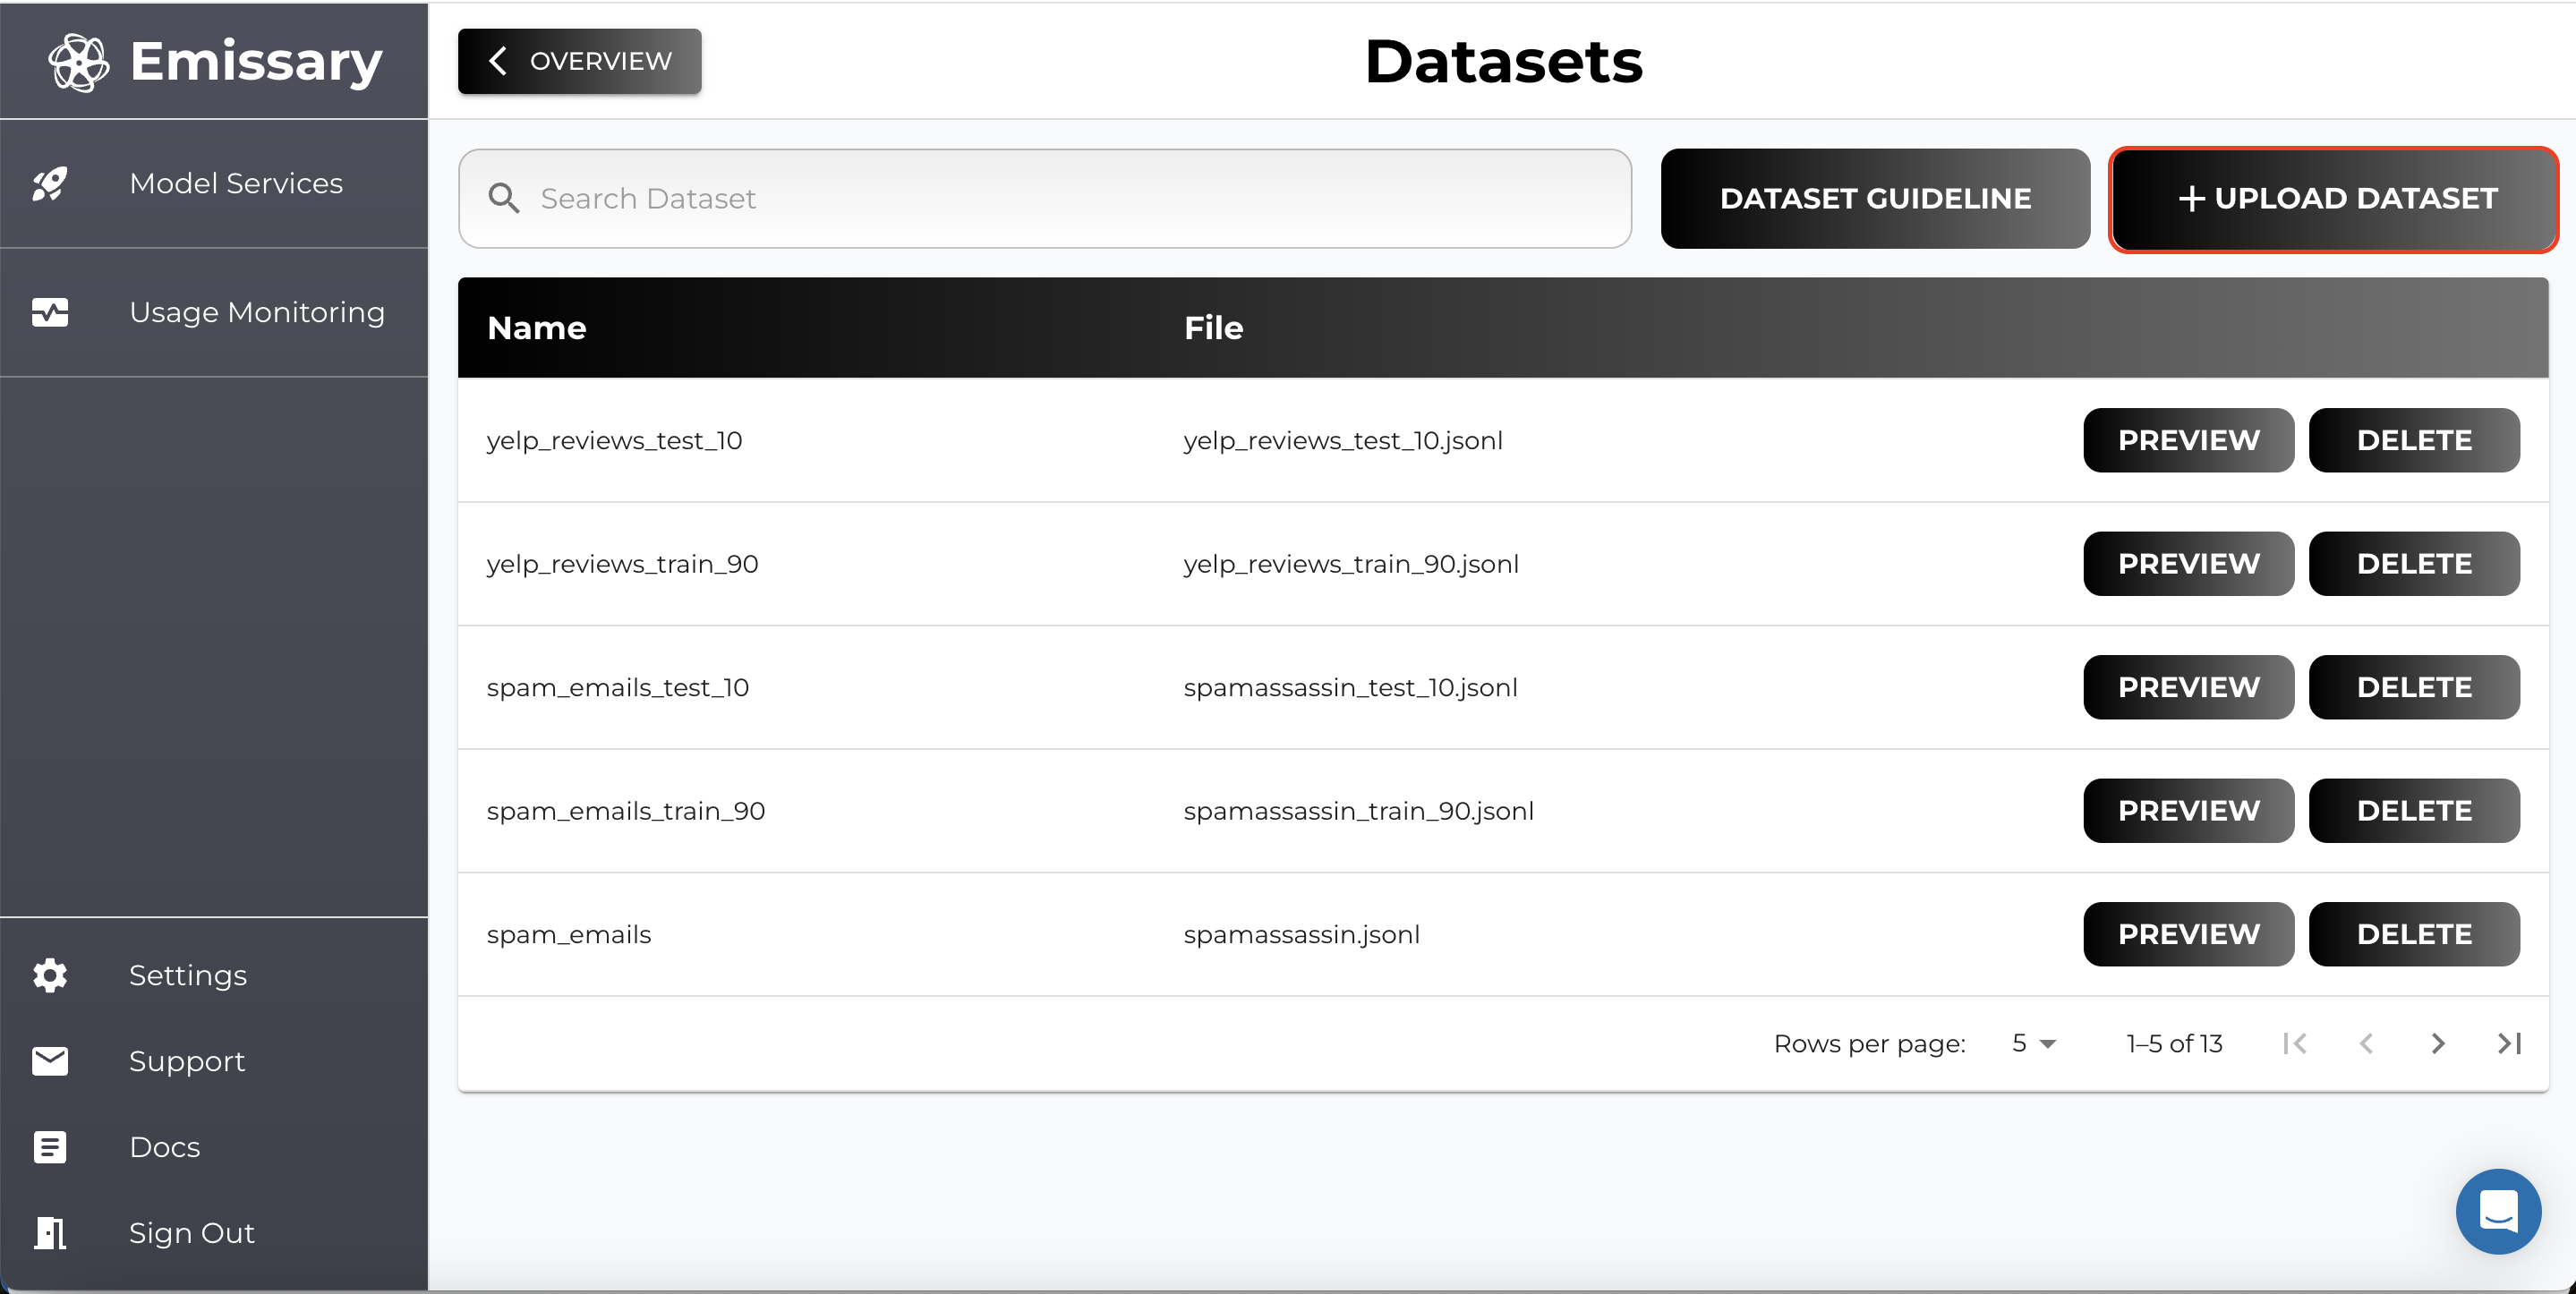 Emissary
OVERVIEW
Datasets
Model Services
Usage Monitoring
Settings
Support
Docs
Sign Out
Search Dataset
DATASET GUIDELINE
+ UPLOAD DATASET
Name File
yelp_reviews_test_10 yelp_reviews_test_10.jsonl PREVIEW DELETE
yelp_reviews_train_90 yelp_reviews_train_90.jsonl PREVIEW DELETE
spam_emails_test_10 spamassassin_test_10.jsonl PREVIEW DELETE
spam_emails_train_90 spamassassin_train_90.jsonl PREVIEW DELETE
spam_emails spamassassin.jsonl PREVIEW DELETE
Rows per page: 5 1–5 of 13